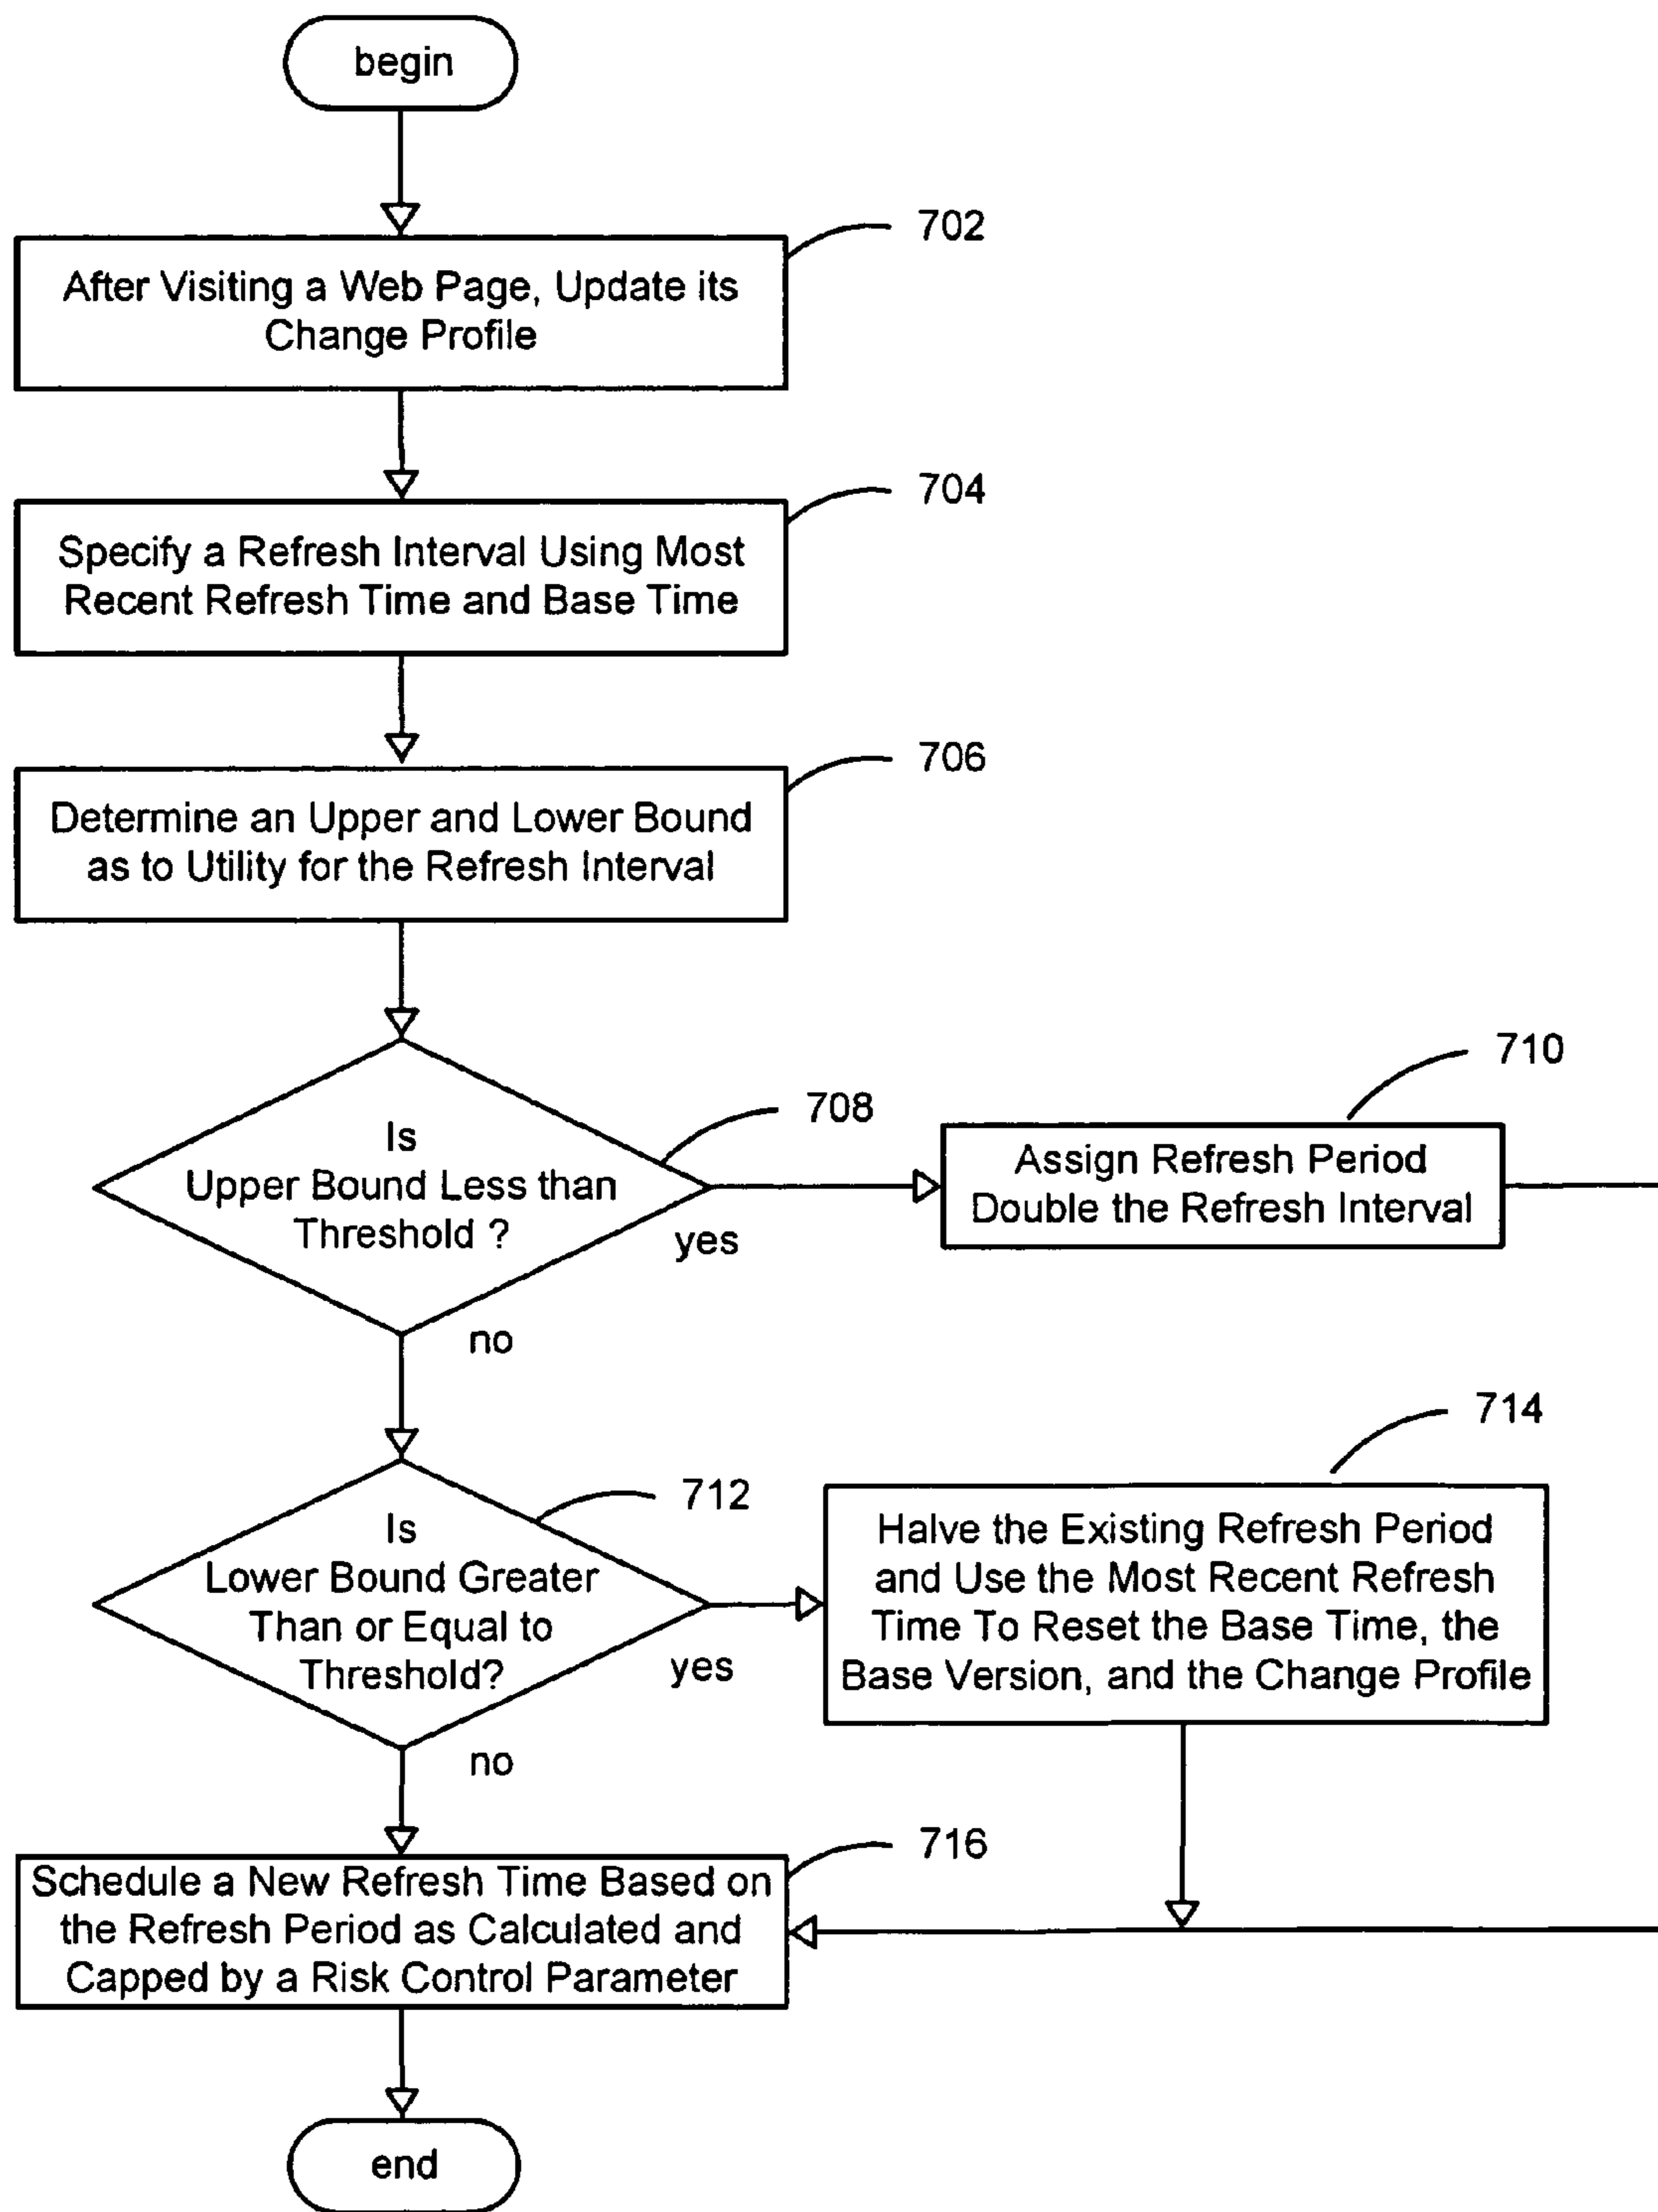 begin
702
After Visiting a Web Page, Update its
Change Profile
704
Specify a Refresh Interval Using Most
Recent Refresh Time and Base Time
706
Determine an Upper and Lower Bound
as to Utility for the Refresh Interval
708
Is
Upper Bound Less than
Threshold ?
yes
no
710
Assign Refresh Period
Double the Refresh Interval
712
Is
Lower Bound Greater
Than or Equal to
Threshold?
yes
no
714
Halve the Existing Refresh Period
and Use the Most Recent Refresh
Time To Reset the Base Time, the
Base Version, and the Change Profile
716
Schedule a New Refresh Time Based on
the Refresh Period as Calculated and
Capped by a Risk Control Parameter
end